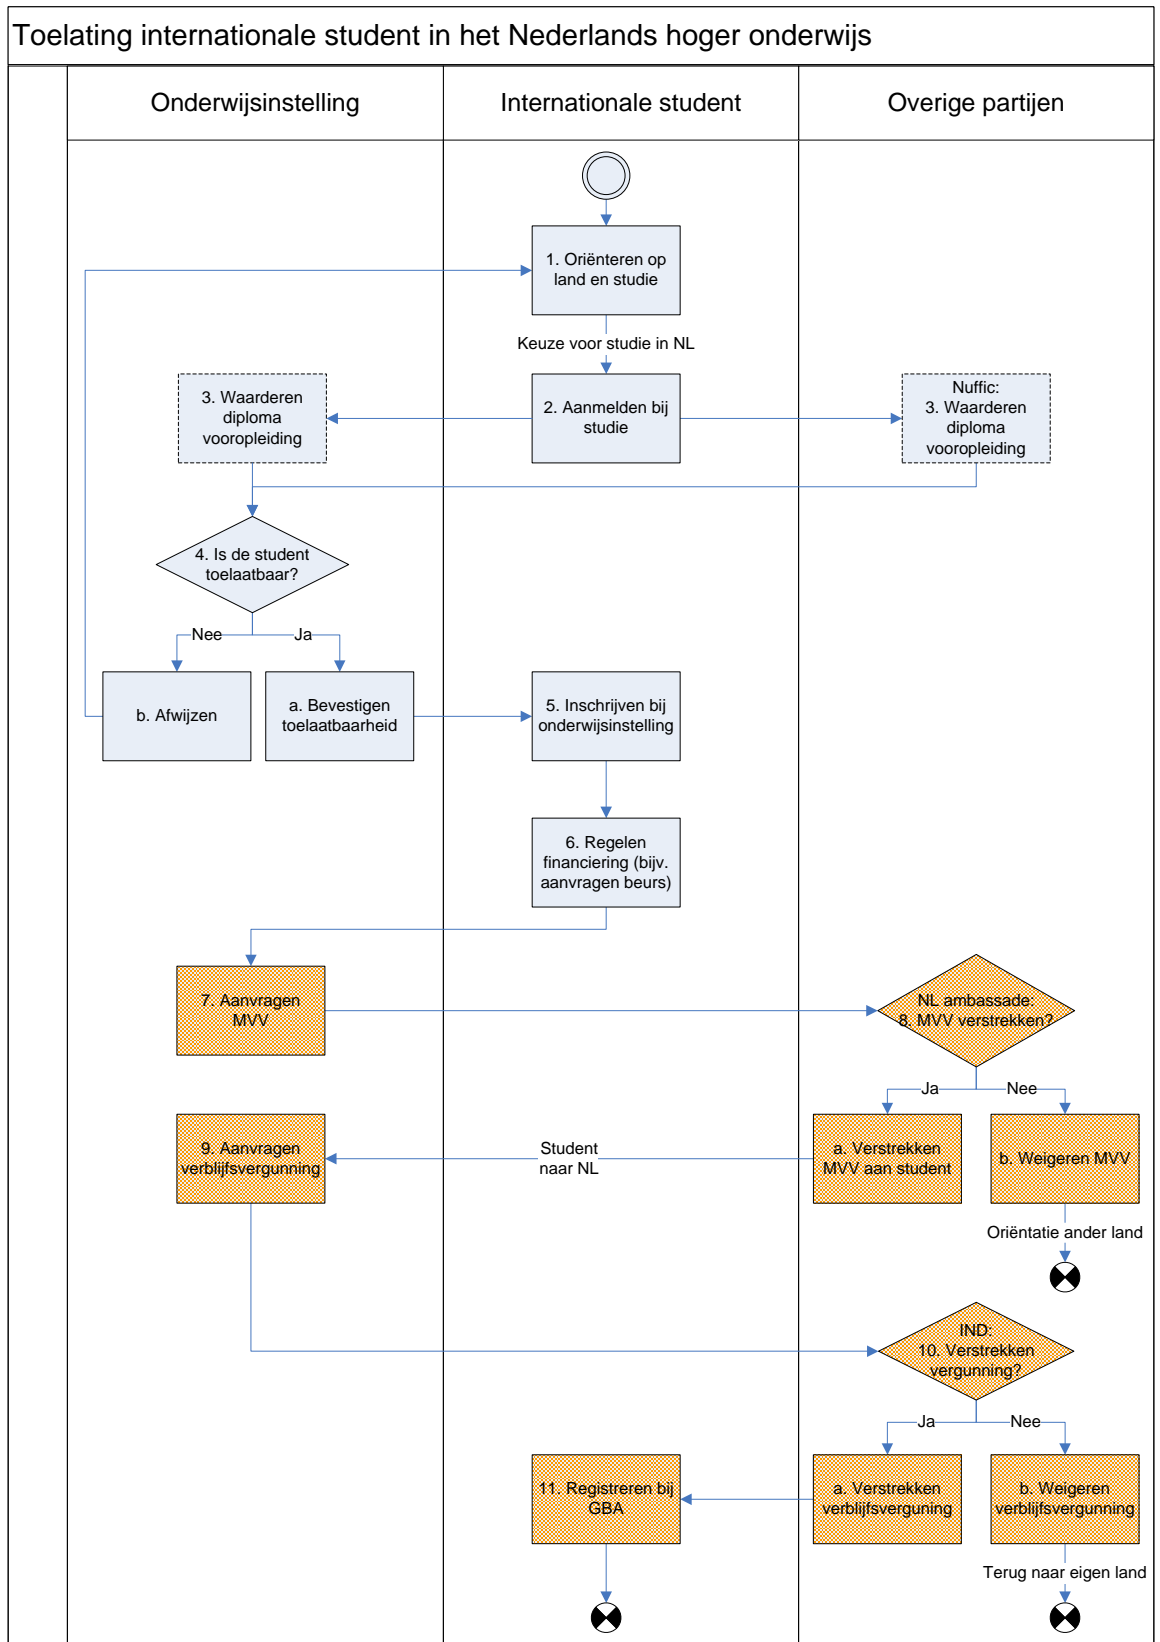 Toelating internationale student in het Nederlands hoger onderwijs
Onderwijsinstelling
Internationale student
Overige partijen
1. Oriënteren op
land en studie
Keuze voor studie in NL
3. Waarderen
diploma
vooropleiding
2. Aanmelden bij
studie
Nuffic:
3. Waarderen
diploma
vooropleiding
4. Is de student
toelaatbaar?
Nee
Ja
b. Afwijzen
a. Bevestigen
toelaatbaarheid
5. Inschrijven bij
onderwijsinstelling
6. Regelen
financiering (bijv.
aanvragen beurs)
7. Aanvragen
MVV
NL ambassade:
8. MVV verstrekken?
Ja
Nee
9. Aanvragen
verblijfsvergunning
Student
naar NL
a. Verstrekken
MVV aan student
b. Weigeren MVV
Oriëntatie ander land
IND:
10. Verstrekken
vergunning?
Ja
Nee
11. Registreren bij
GBA
a. Verstrekken
verblijfsverguning
b. Weigeren
verblijfsvergunning
Terug naar eigen land